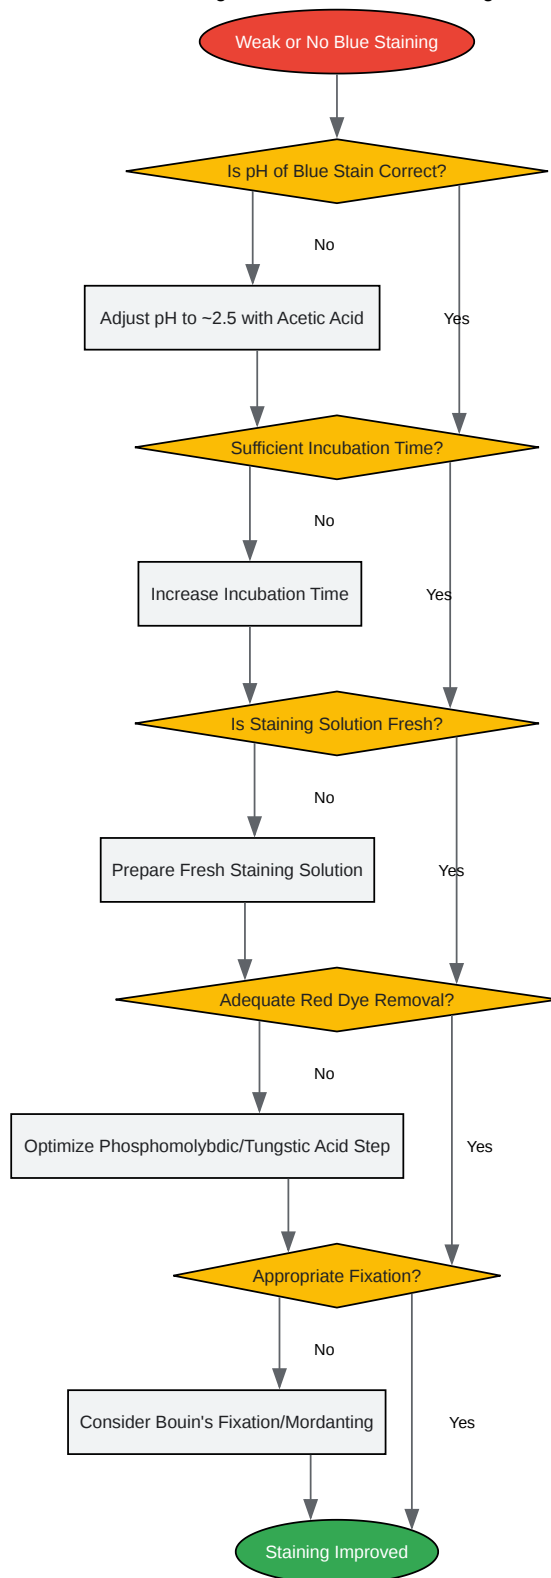 Weak or No Blue Staining
Is pH of Blue Stain Correct?
No
Adjust pH to ~2.5 with Acetic Acid
Yes
Sufficient Incubation Time?
No
Increase Incubation Time
Yes
Is Staining Solution Fresh?
No
Prepare Fresh Staining Solution
Yes
Adequate Red Dye Removal?
No
Optimize Phosphomolybdic/Tungstic Acid Step
Yes
Appropriate Fixation?
No
Consider Bouin's Fixation/Mordanting
Yes
Staining Improved